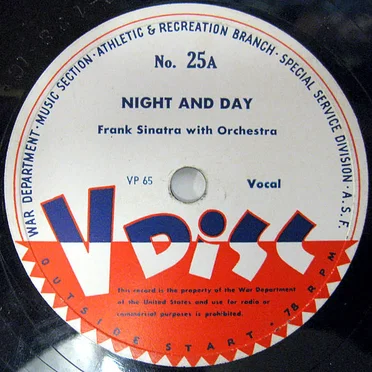 WAR DEPARTMENT · MUSIC SECTION · ATHLETIC & RECREATION BRANCH · SPECIAL SERVICE DIVISION · A.S.F.
No. 25A
NIGHT AND DAY
Frank Sinatra with Orchestra
VP 65
Vocal
V DiSC
This record is the property of the War Department
of the United States and use for radio or
commercial purposes is prohibited.
OUTSIDE START · 78 RPM